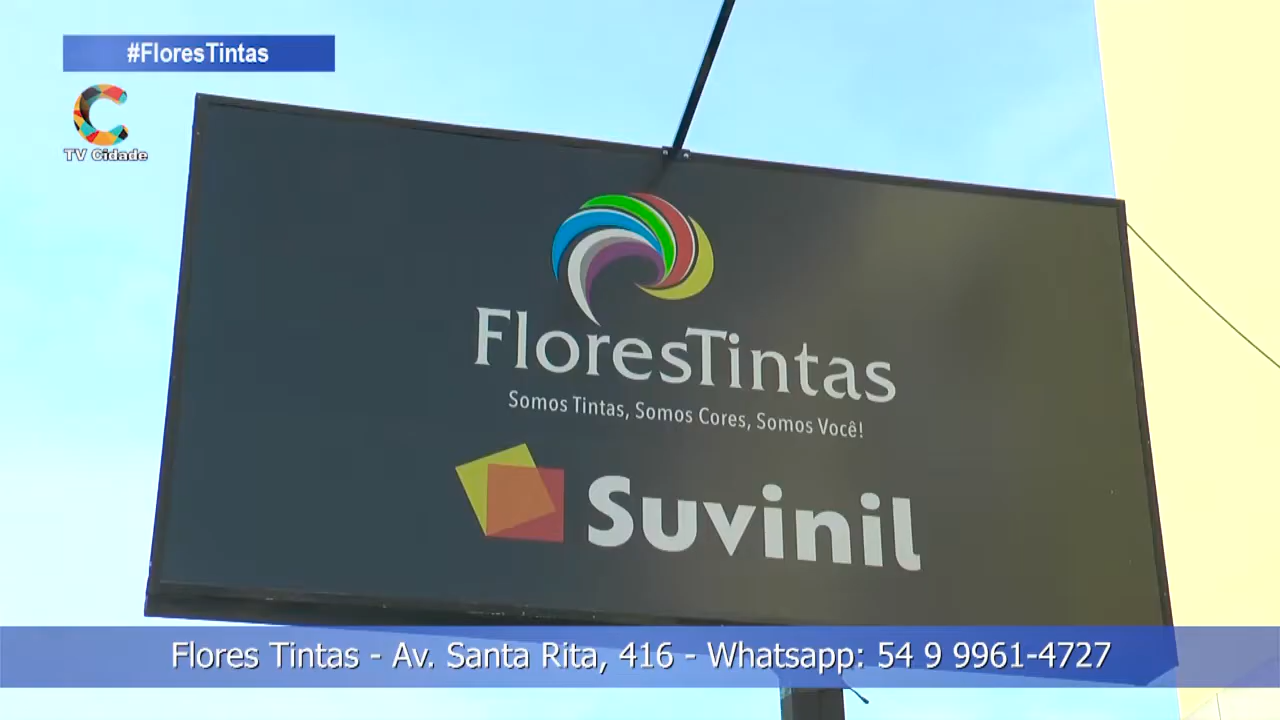 #FloresTintas
TV Cidade
FloresTintas
Somos Tintas, Somos Cores, Somos Você!
Suvinil
Flores Tintas - Av. Santa Rita, 416 - Whatsapp: 54 9 9961-4727